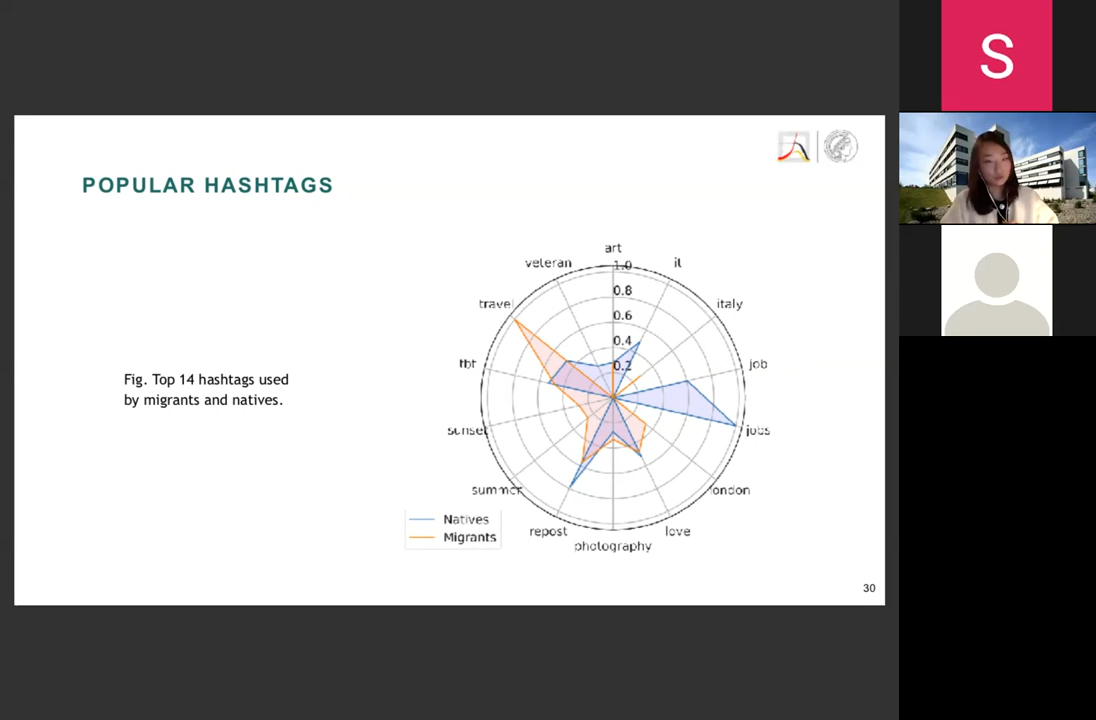 S
POPULAR HASHTAGS
art
veteran
it
1.0
travel
0.8
italy
0.6
0.4
tbt
0.2
job
Fig. Top 14 hashtags used
by migrants and natives.
sunset
jobs
summer
london
Natives
repost
love
Migrants
photography
30